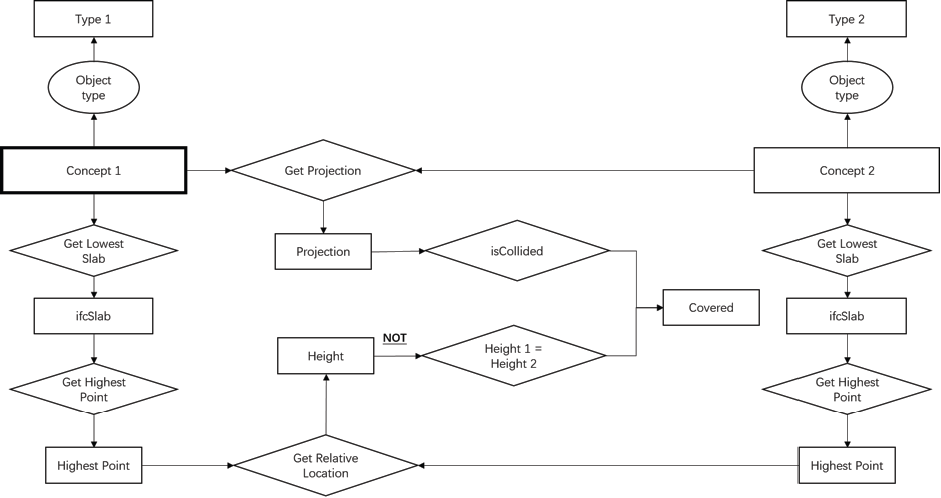 Type 1
Type 2
Object
type
Object
type
Concept 1
Get Projection
Concept 2
Get Lowest
Slab
Projection
isCollided
Get Lowest
Slab
ifcSlab
Covered
ifcSlab
NOT
Height
Height 1 =
Height 2
Get Highest
Point
Get Highest
Point
Highest Point
Get Relative
Location
Highest Point